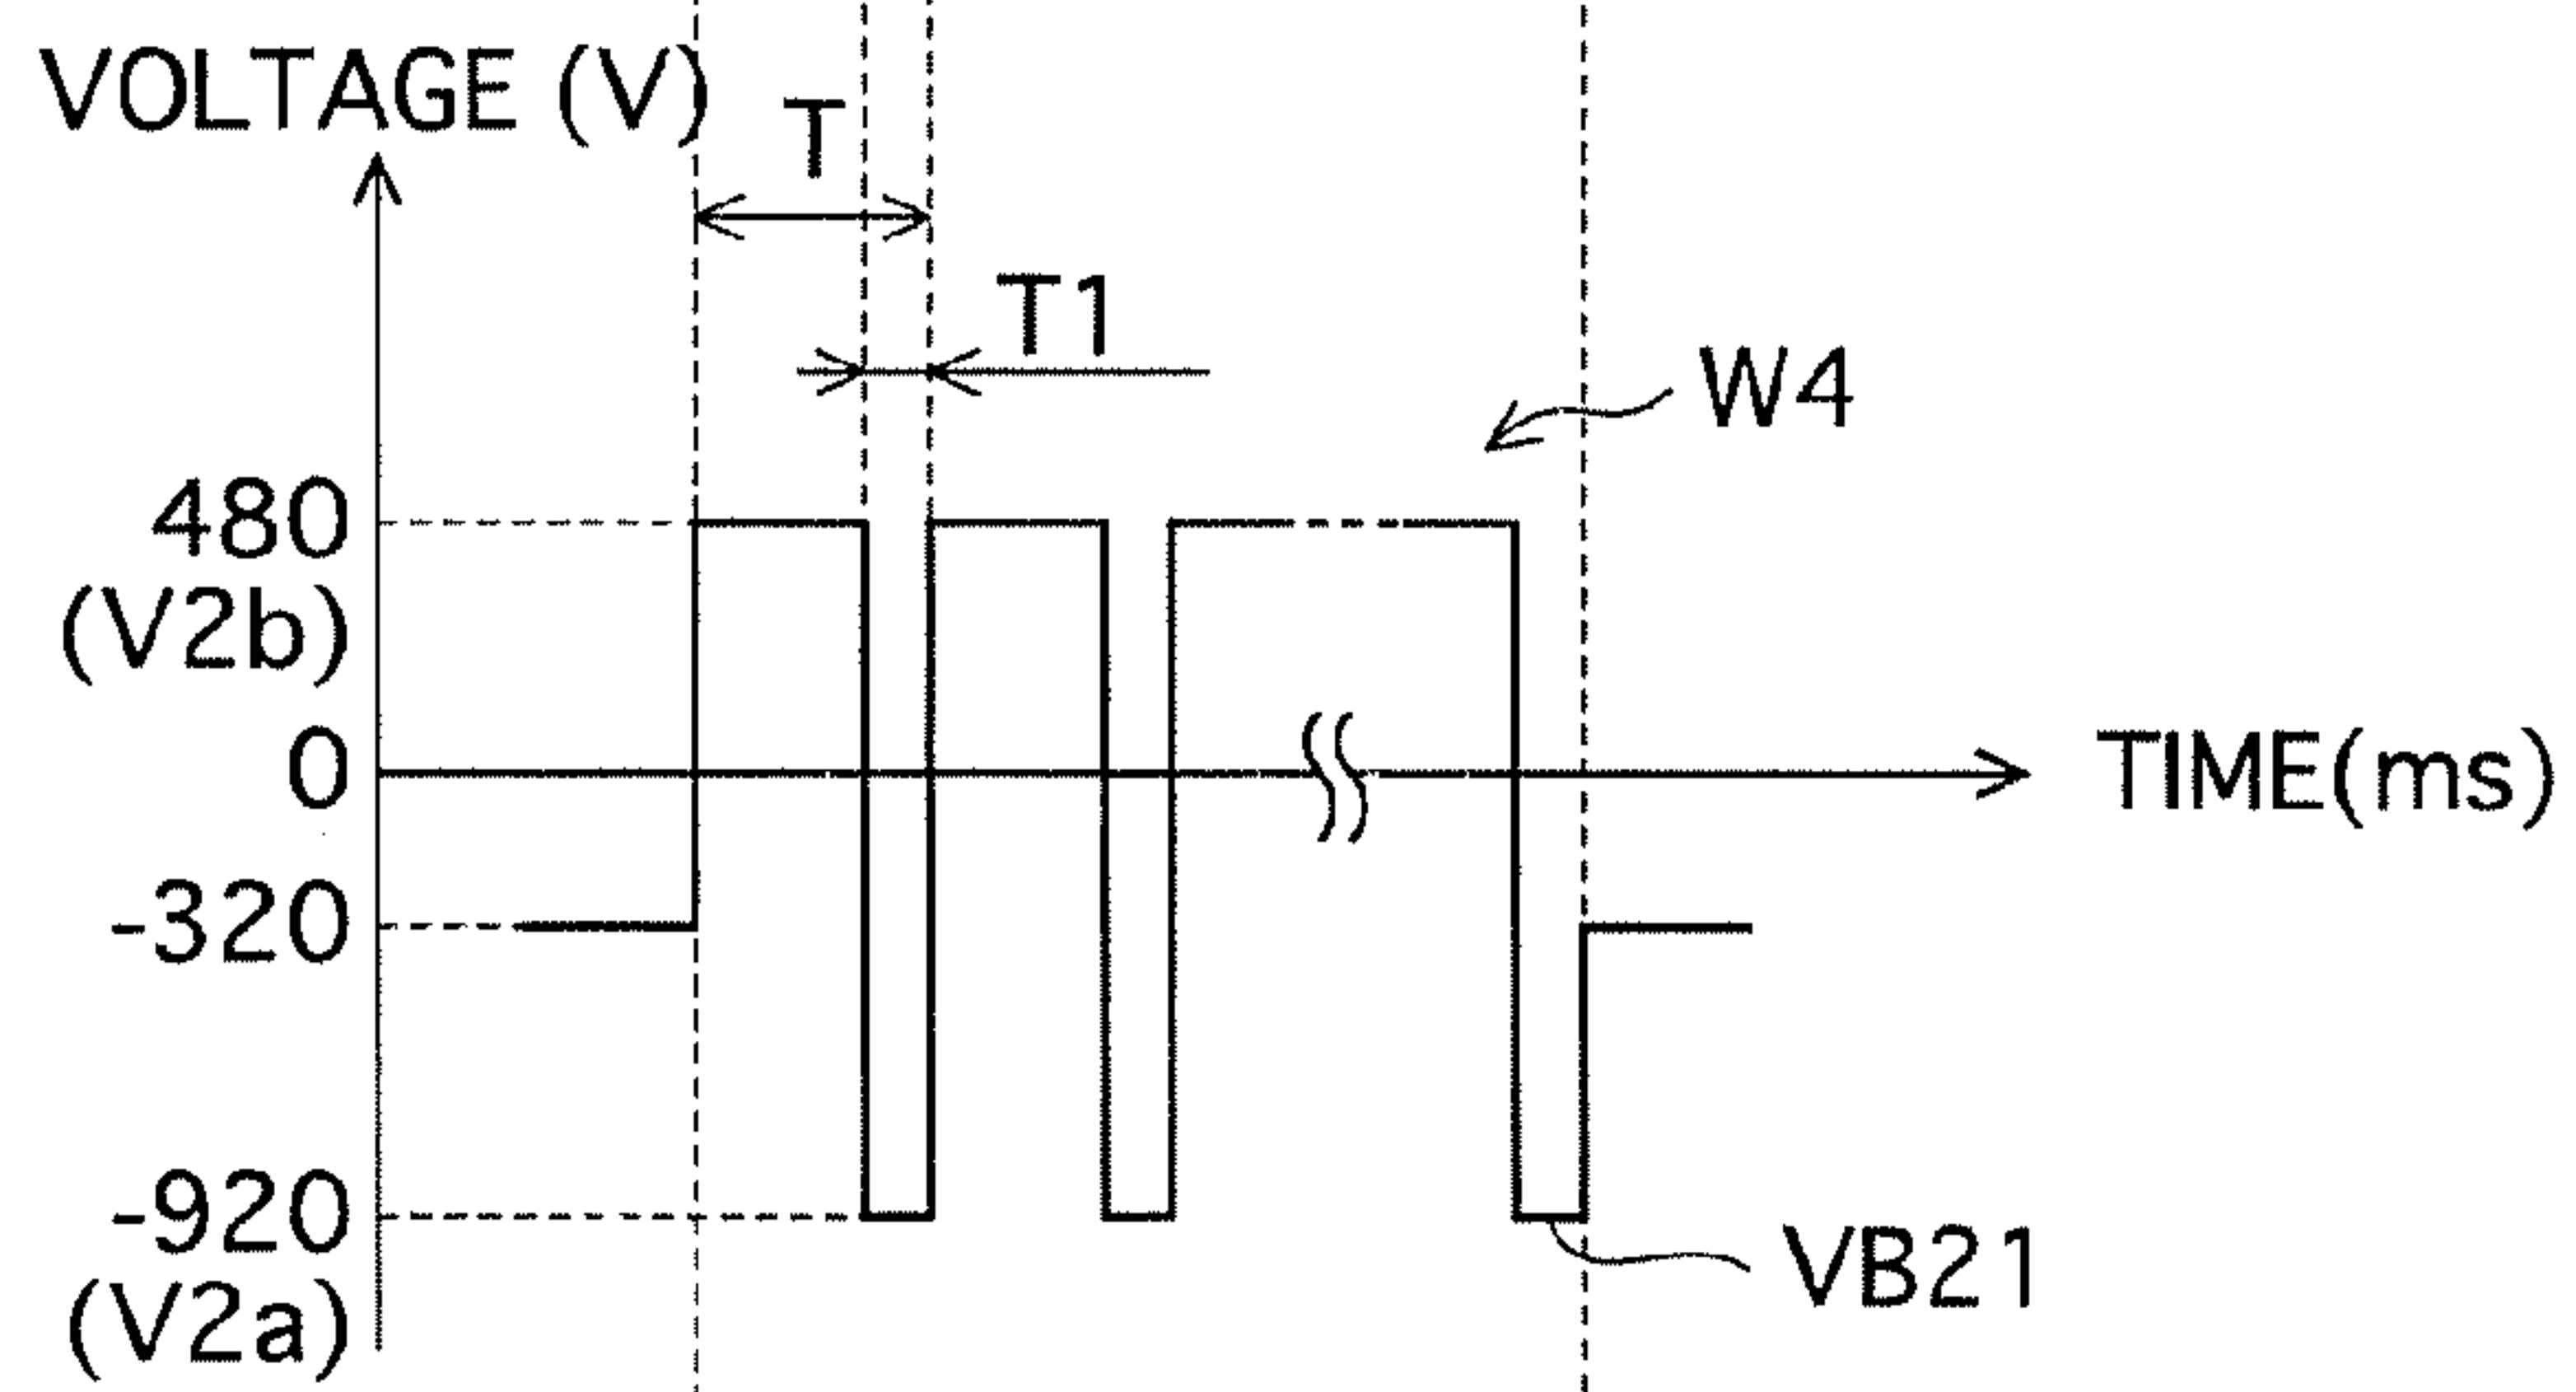 VOLTAGE (V)
T
T1
W4
480
(V2b)
0
TIME(ms)
-320
-920
(V2a)
VB21